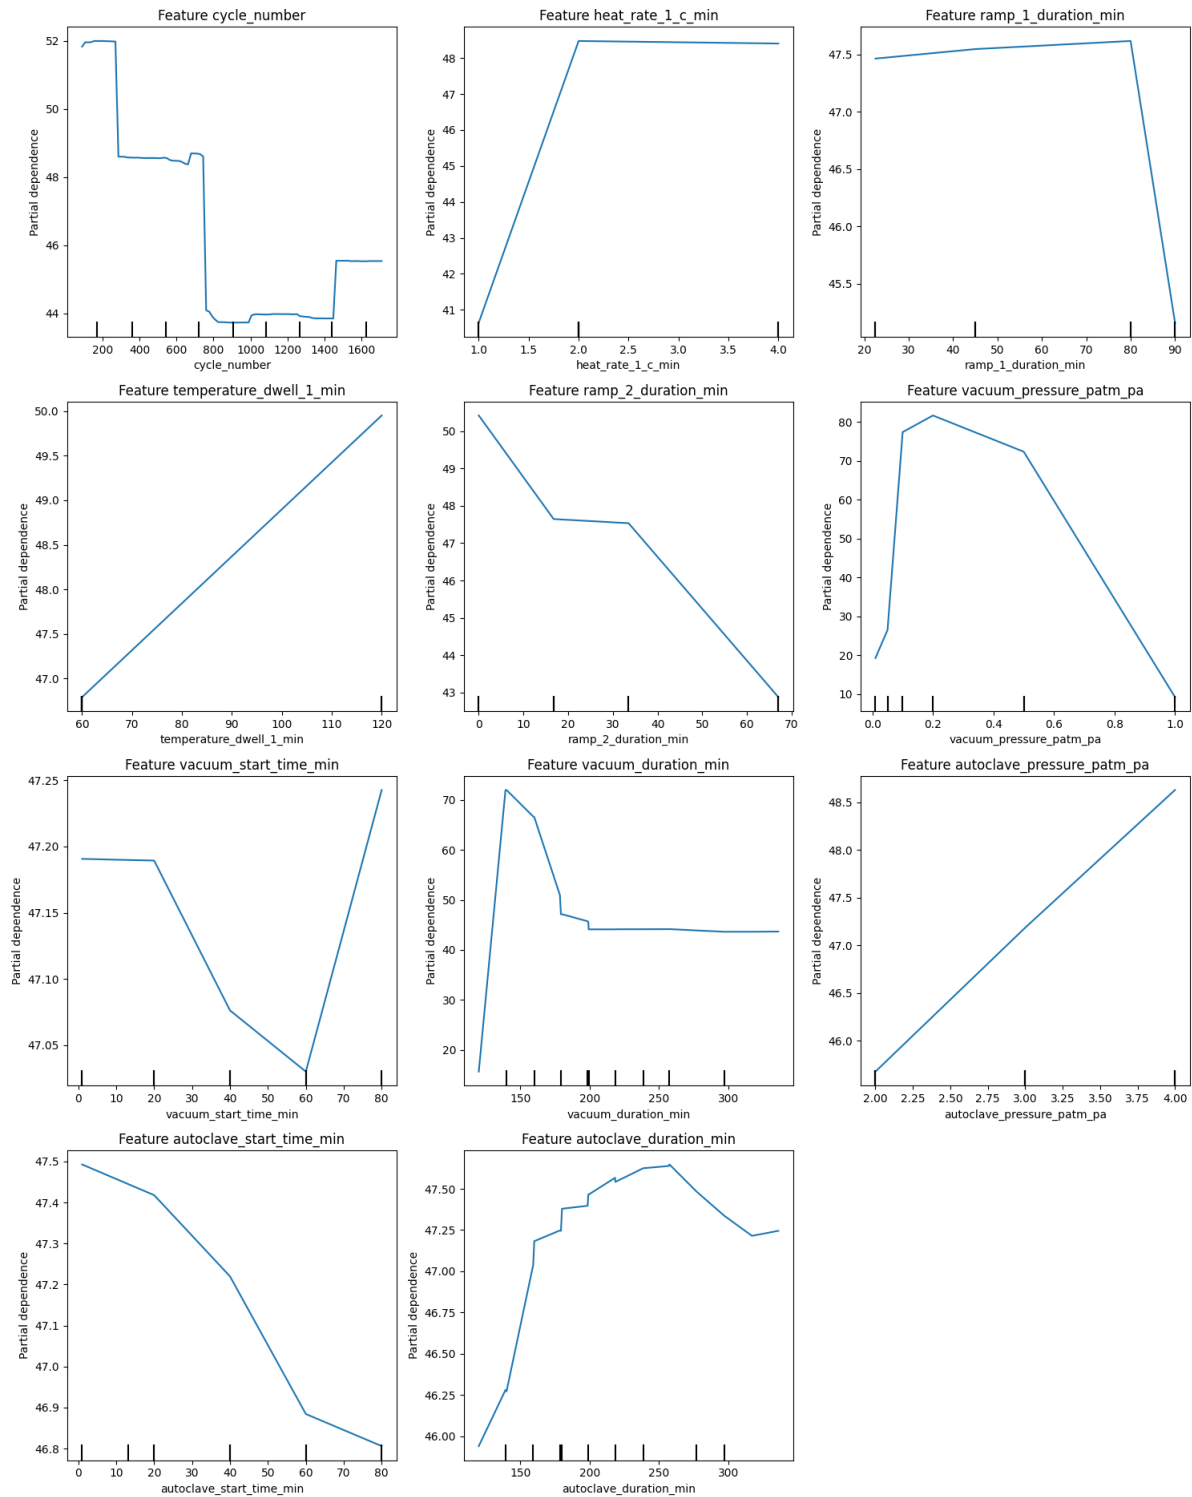 Feature cycle_number
Partial dependence
52
50
48
46
44
200 400 600 800 1000 1200 1400 1600
cycle_number
Feature heat_rate_1_c_min
Partial dependence
48
47
46
45
44
43
42
41
1.0 1.5 2.0 2.5 3.0 3.5 4.0
heat_rate_1_c_min
Feature ramp_1_duration_min
Partial dependence
47.5
47.0
46.5
46.0
45.5
20 30 40 50 60 70 80 90
ramp_1_duration_min
Feature temperature_dwell_1_min
Partial dependence
50.0
49.5
49.0
48.5
48.0
47.5
47.0
60 70 80 90 100 110 120
temperature_dwell_1_min
Feature ramp_2_duration_min
Partial dependence
50
49
48
47
46
45
44
43
0 10 20 30 40 50 60 70
ramp_2_duration_min
Feature vacuum_pressure_patm_pa
Partial dependence
80
70
60
50
40
30
20
10
0.0 0.2 0.4 0.6 0.8 1.0
vacuum_pressure_patm_pa
Feature vacuum_start_time_min
Partial dependence
47.25
47.20
47.15
47.10
47.05
0 10 20 30 40 50 60 70 80
vacuum_start_time_min
Feature vacuum_duration_min
Partial dependence
70
60
50
40
30
20
150 200 250 300
vacuum_duration_min
Feature autoclave_pressure_patm_pa
Partial dependence
48.5
48.0
47.5
47.0
46.5
46.0
2.00 2.25 2.50 2.75 3.00 3.25 3.50 3.75 4.00
autoclave_pressure_patm_pa
Feature autoclave_start_time_min
Partial dependence
47.5
47.4
47.3
47.2
47.1
47.0
46.9
46.8
0 10 20 30 40 50 60 70 80
autoclave_start_time_min
Feature autoclave_duration_min
Partial dependence
47.50
47.25
47.00
46.75
46.50
46.25
46.00
150 200 250 300
autoclave_duration_min